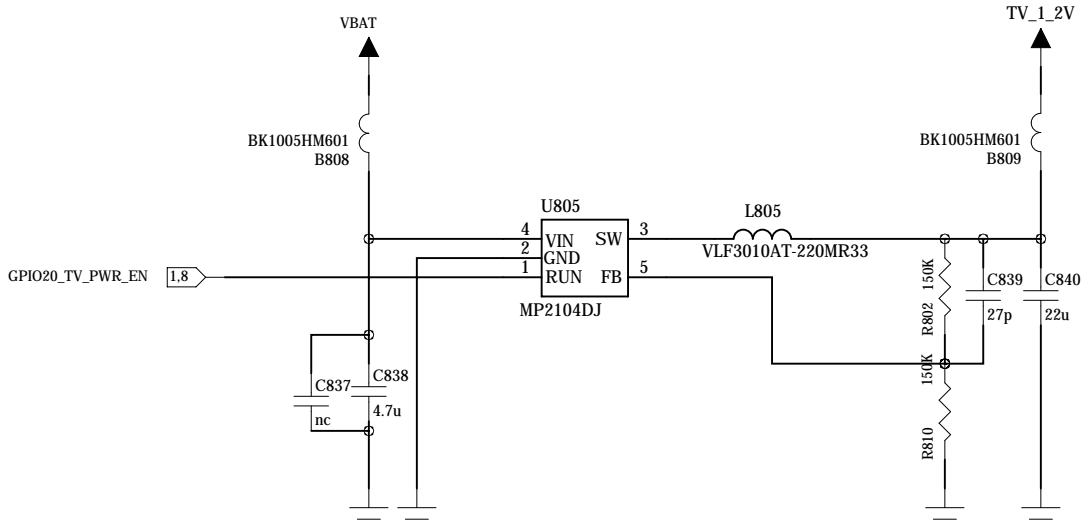 VBAT
TV_1_2V
BK1005HM601
B808
BK1005HM601
B809
U805
L805
4
VIN
SW
3
VLF3010AT-220MR33
2
GND
GPIO20_TV_PWR_EN
1,8
1
RUN
FB
5
MP2104DJ
150K
R802
C839
27p
C840
22u
150K
R810
C837
nc
C838
4.7u